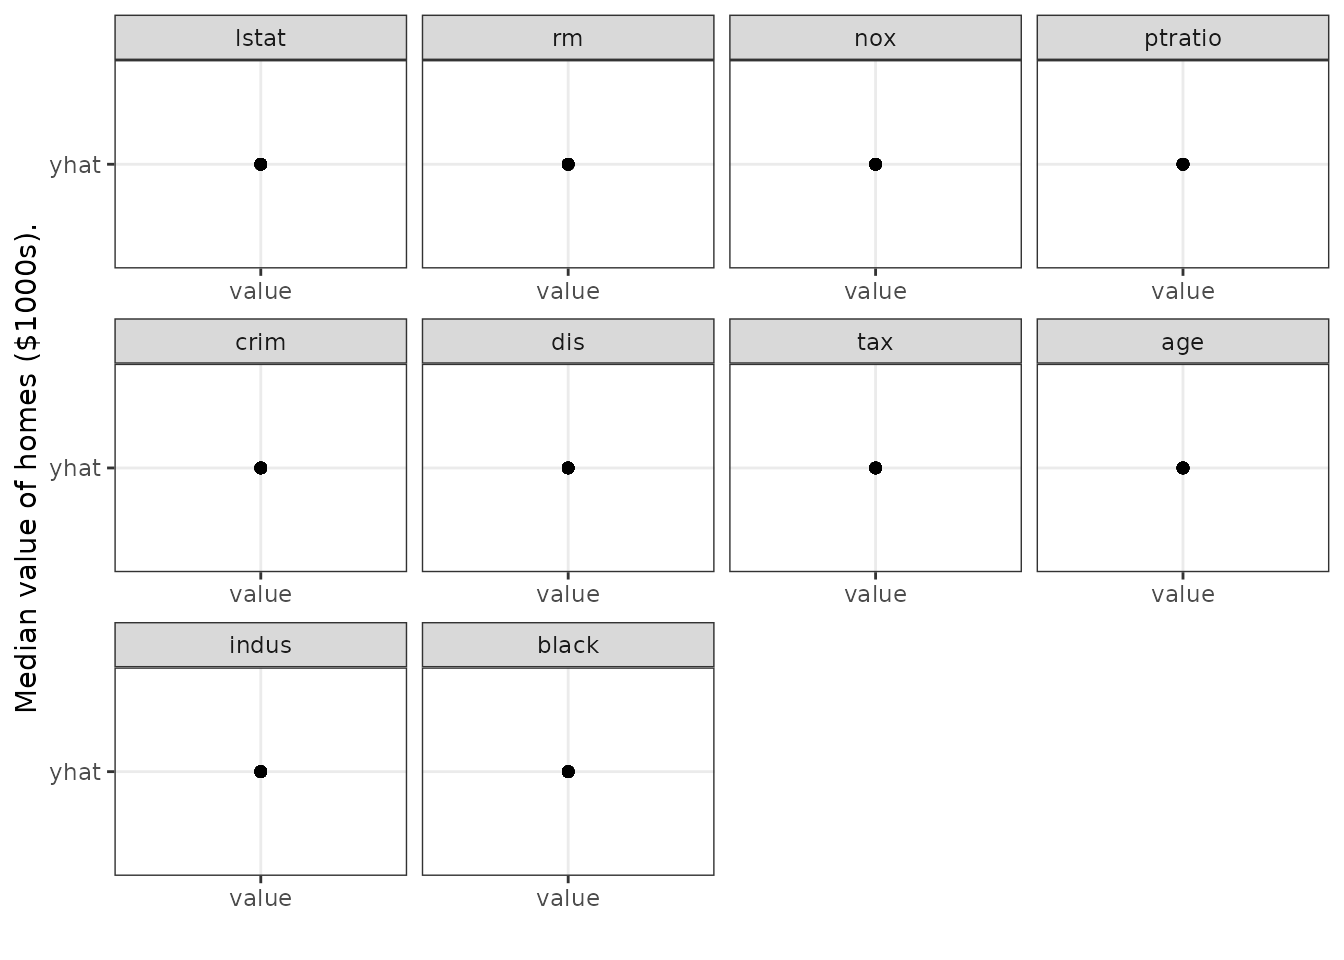 Median value of homes ($1000s).
lstat rm nox ptratio
yhat
value value value value
crim dis tax age
yhat
value value value value
indus black
yhat
value value